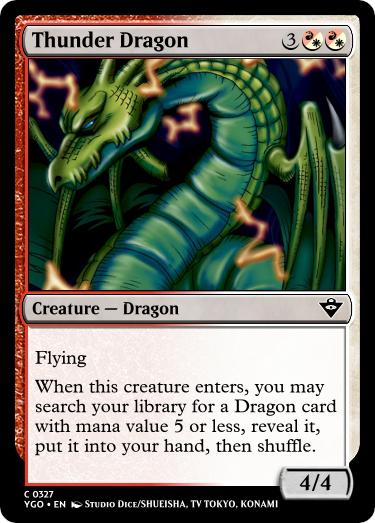 Thunder Dragon 3
Creature — Dragon
Flying
When this creature enters, you may
search your library for a Dragon card
with mana value 5 or less, reveal it,
put it into your hand, then shuffle.
4/4
C 0327
YGO • EN Studio Dice/SHUEISHA, TV TOKYO, KONAMI